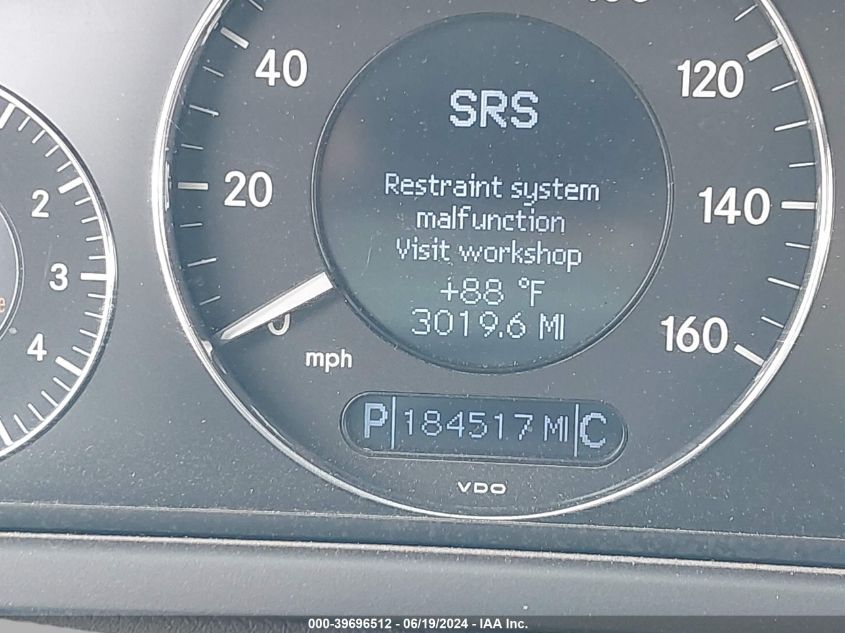 40
120
SRS
2
20
Restraint system
malfunction
Visit workshop
140
3
+88 °F
3019.6 MI
0
160
4
mph
P 184517 MI C
VDO
000-39696512 - 06/19/2024 - IAA Inc.